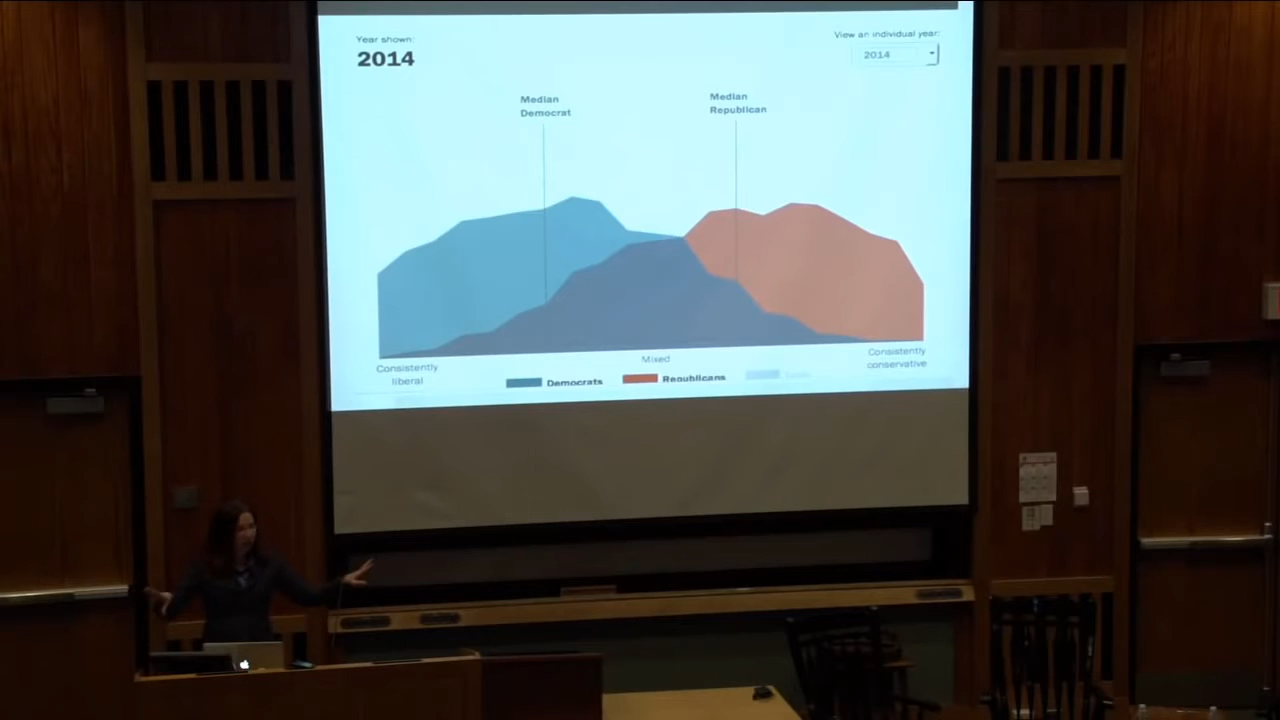 Year shown:
2014
View an individual year:
2014
Median
Democrat
Median
Republican
Consistently
liberal
Mixed
Consistently
conservative
Democrats
Republicans